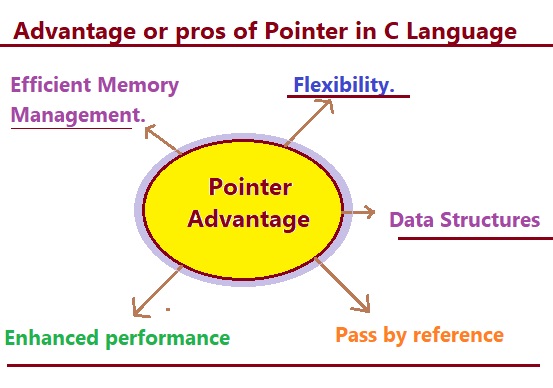 Advantage or pros of Pointer in C Language
Efficient Memory
Management.
Flexibility.
Pointer
Advantage
Data Structures
Enhanced performance
Pass by reference